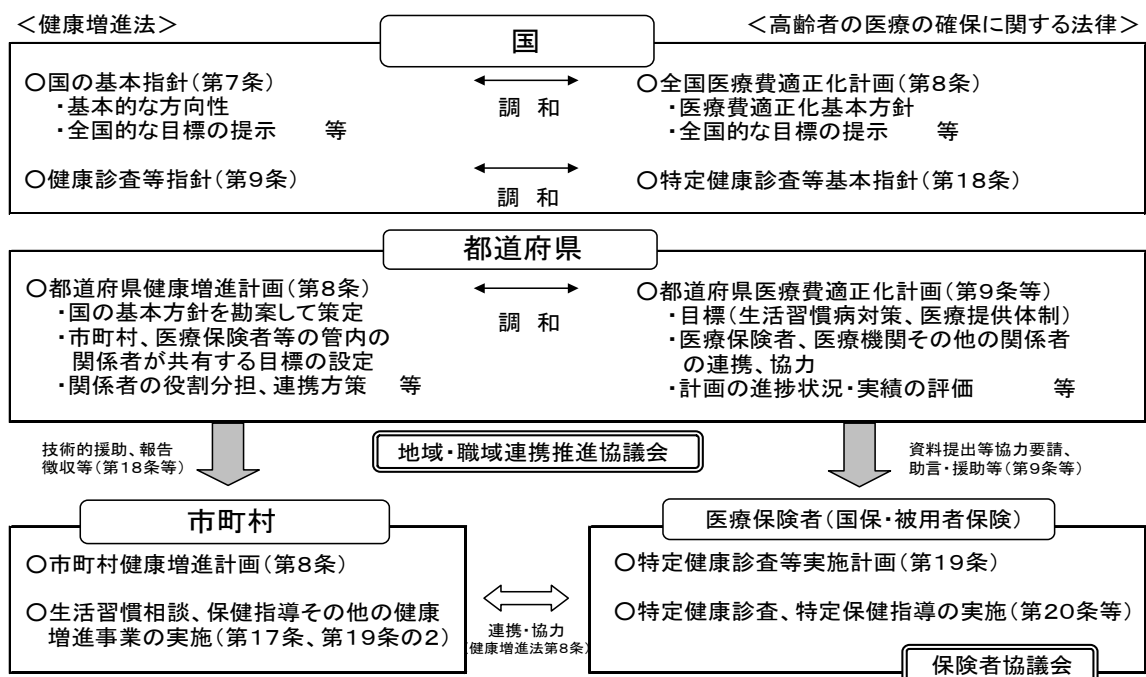 ＜健康増進法＞
＜高齢者の医療の確保に関する法律＞
国
○国の基本指針（第7条）
・基本的な方向性
・全国的な目標の提示　　等
調 和
○全国医療費適正化計画（第8条）
・医療費適正化基本方針
・全国的な目標の提示　　等
○健康診査等指針（第9条）
調 和
○特定健康診査等基本指針（第18条）
都道府県
○都道府県健康増進計画（第8条）
・国の基本方針を勘案して策定
・市町村、医療保険者等の管内の
関係者が共有する目標の設定
・関係者の役割分担、連携方策　等
調 和
○都道府県医療費適正化計画（第9条等）
・目標（生活習慣病対策、医療提供体制）
・医療保険者、医療機関その他の関係者
の連携、協力
・計画の進捗状況・実績の評価　　　等
技術的援助、報告
徴収等（第18条等）
地域・職域連携推進協議会
資料提出等協力要請、
助言・援助等（第9条等）
市町村
○市町村健康増進計画（第8条）
○生活習慣相談、保健指導その他の健康
増進事業の実施（第17条、第19条の2）
連携・協力
（健康増進法第8条）
医療保険者（国保・被用者保険）
○特定健康診査等実施計画（第19条）
○特定健康診査、特定保健指導の実施（第20条等）
保険者協議会